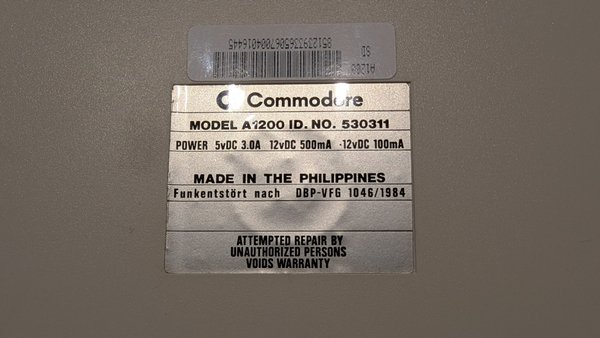 Commodore
MODEL A1200 ID. NO. 530311
POWER 5vDC 3.0A 12vDC 500mA -12vDC 100mA
MADE IN THE PHILIPPINES
Funkentstört nach DBP-VFG 1046/1984
ATTEMPTED REPAIR BY
UNAUTHORIZED PERSONS
VOIDS WARRANTY